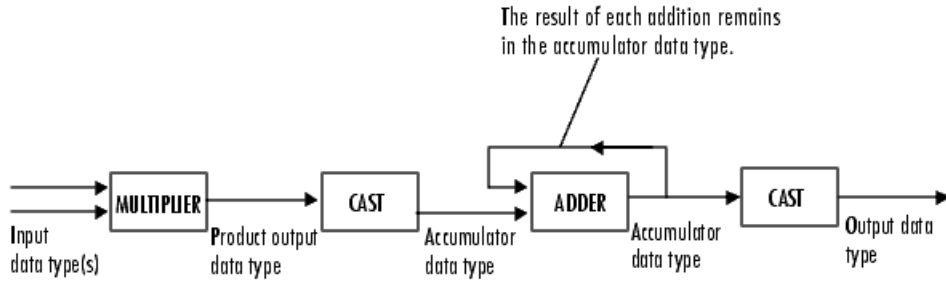 The result of each addition remains
in the accumulator data type.
MULTIPLIER
CAST
ADDER
CAST
Input
data type(s)
Product output
data type
Accumulator
data type
Accumulator
data type
Output data
type